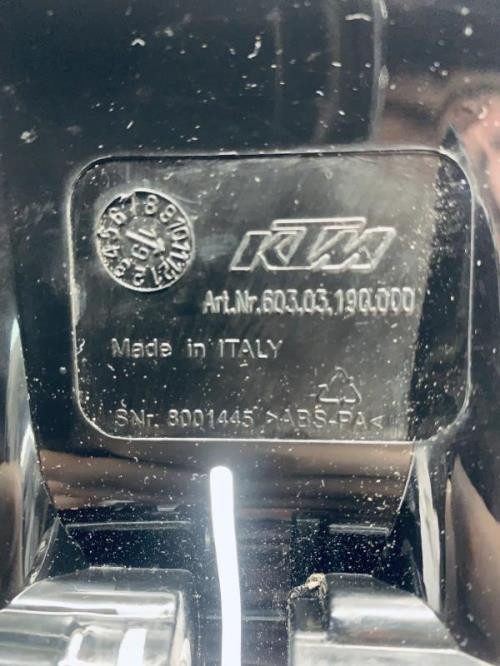 KTM
Art.Nr.603.03.190.000
Made in ITALY
SNr. 8001445 >ABS-PA<